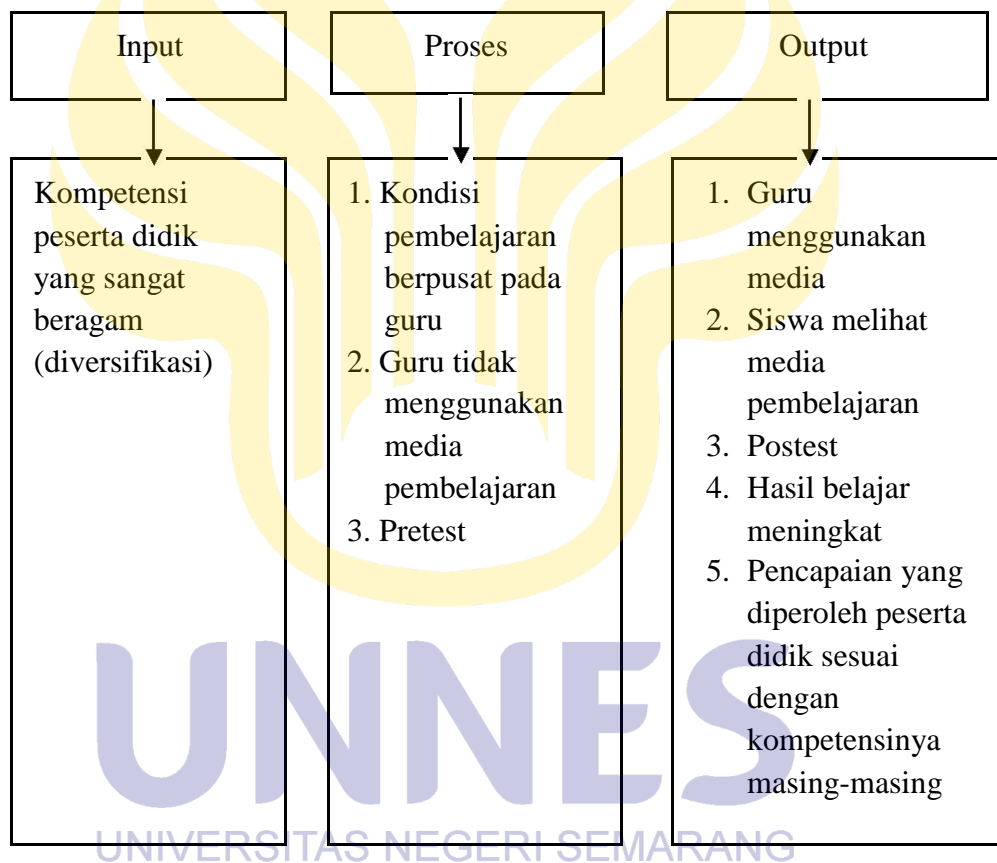 Input
Proses
Output
Kompetensi
peserta didik
yang sangat
beragam
(diversifikasi)
1. Kondisi
pembelajaran
berpusat pada
guru
2. Guru tidak
menggunakan
media
pembelajaran
3. Pretest
1. Guru
menggunakan
media
2. Siswa melihat
media
pembelajaran
3. Postest
4. Hasil belajar
meningkat
5. Pencapaian yang
diperoleh peserta
didik sesuai
dengan
kompetensinya
masing-masing
UNNES
UNIVERSITAS NEGERI SEMARANG